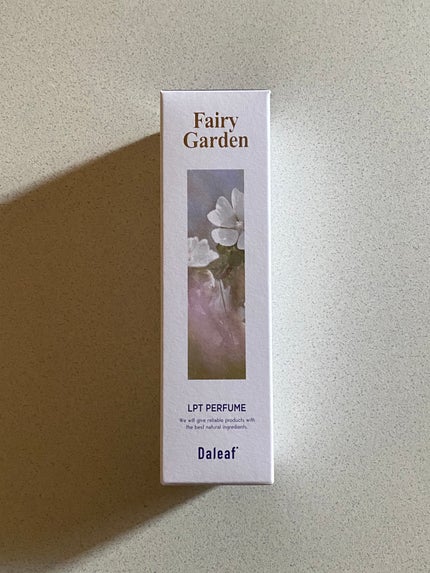 Fairy
Garden
LPT PERFUME
We will give reliable products with
the best natural ingredients.
Daleaf